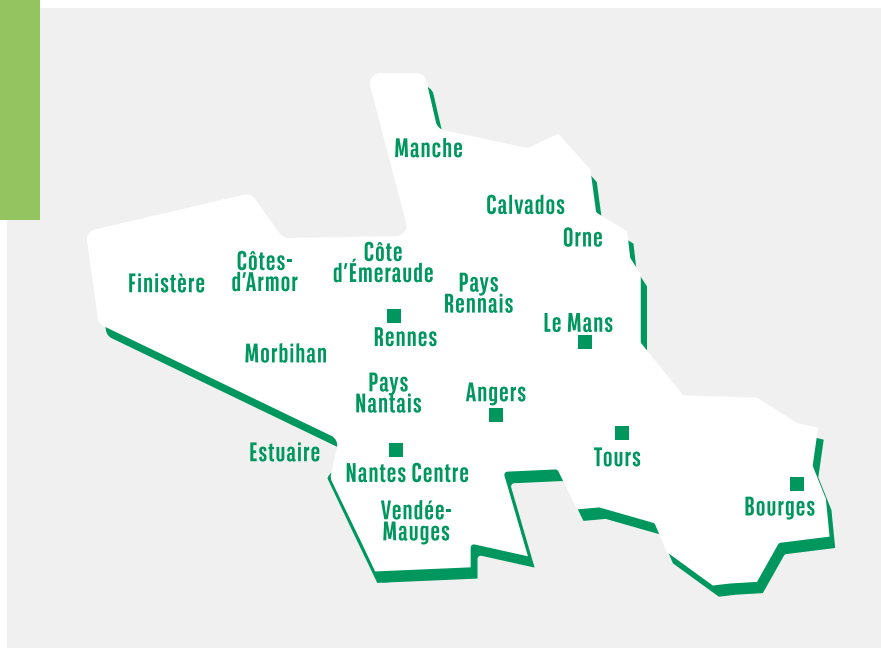 Manche
Calvados
Orne
Côte
d'Émeraude
Côtes-
d'Armor
Finistère
Pays
Rennais
Le Mans
Rennes
Morbihan
Pays
Nantais
Angers
Estuaire
Tours
Nantes Centre
Bourges
Vendée-
Mauges